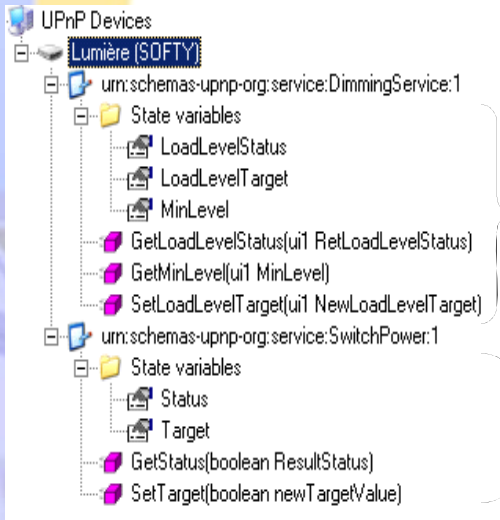 UPnP Devices
Lumière (SOFTY)
urn:schemas-upnp-org:service:DimmingService:1
State variables
LoadLevelStatus
LoadLevelTarget
MinLevel
GetLoadLevelStatus(ui1 RetLoadLevelStatus)
GetMinLevel(ui1 MinLevel)
SetLoadLevelTarget(ui1 NewLoadLevelTarget)
urn:schemas-upnp-org:service:SwitchPower:1
State variables
Status
Target
GetStatus(boolean ResultStatus)
SetTarget(boolean newTargetValue)